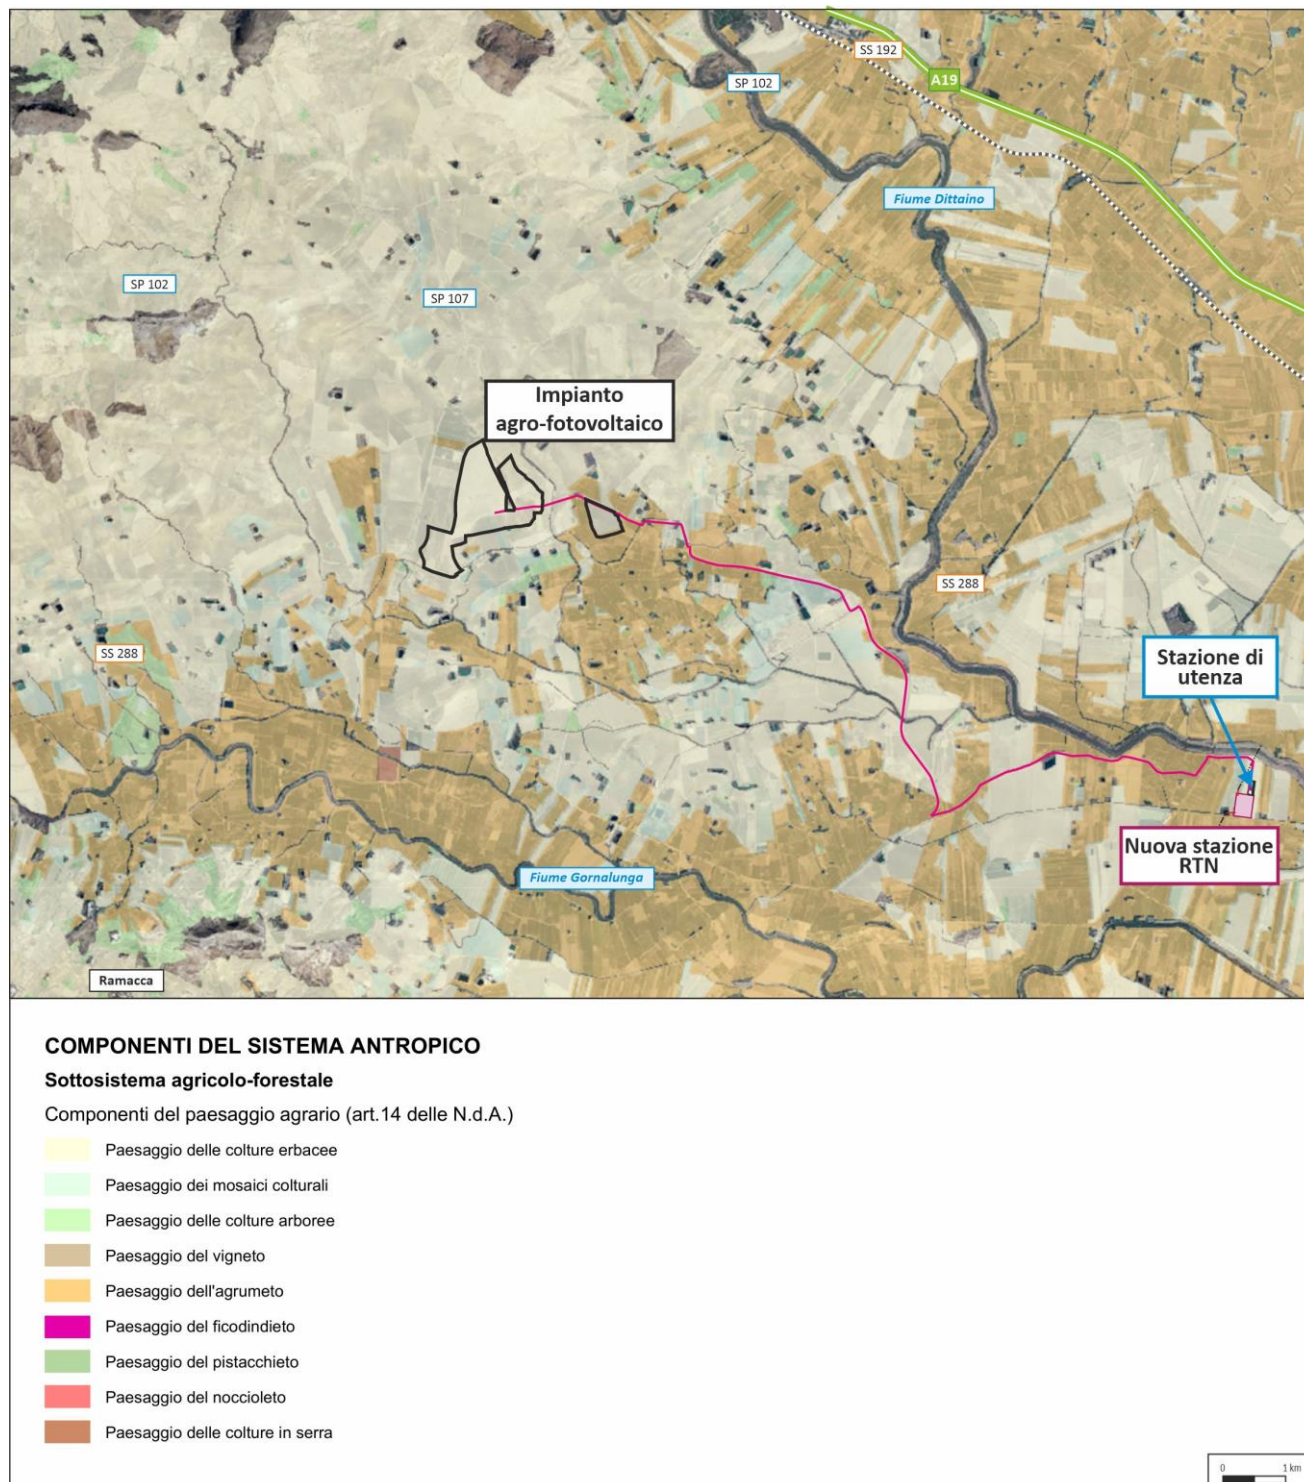 SS 192
A19
SP 102
Fiume Dittaino
SP 102
SP 107
Impianto
agro-fotovoltaico
SS 288
SS 288
Stazione di
utenza
Nuova stazione
RTN
Fiume Gornalunga
Ramacca
COMPONENTI DEL SISTEMA ANTROPICO
Sottosistema agricolo-forestale
Componenti del paesaggio agrario (art.14 delle N.d.A.)
Paesaggio delle colture erbacee
Paesaggio dei mosaici colturali
Paesaggio delle colture arboree
Paesaggio del vigneto
Paesaggio dell'agrumeto
Paesaggio del ficodindieto
Paesaggio del pistacchieto
Paesaggio del noccioleto
Paesaggio delle colture in serra
0 1 km